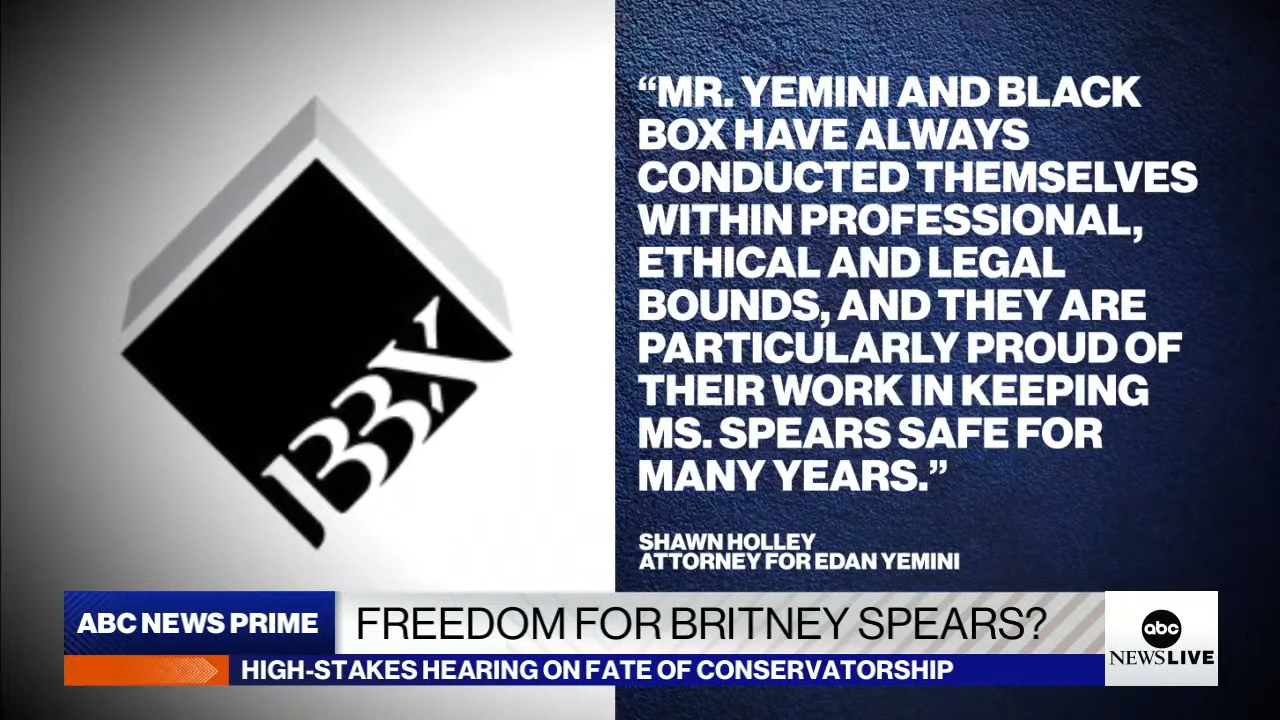 BBX
“MR. YEMINI AND BLACK
BOX HAVE ALWAYS
CONDUCTED THEMSELVES
WITHIN PROFESSIONAL,
ETHICAL AND LEGAL
BOUNDS, AND THEY ARE
PARTICULARLY PROUD OF
THEIR WORK IN KEEPING
MS. SPEARS SAFE FOR
MANY YEARS.”
SHAWN HOLLEY
ATTORNEY FOR EDAN YEMINI
ABC NEWS PRIME
FREEDOM FOR BRITNEY SPEARS?
HIGH-STAKES HEARING ON FATE OF CONSERVATORSHIP
abc
NEWSLIVE